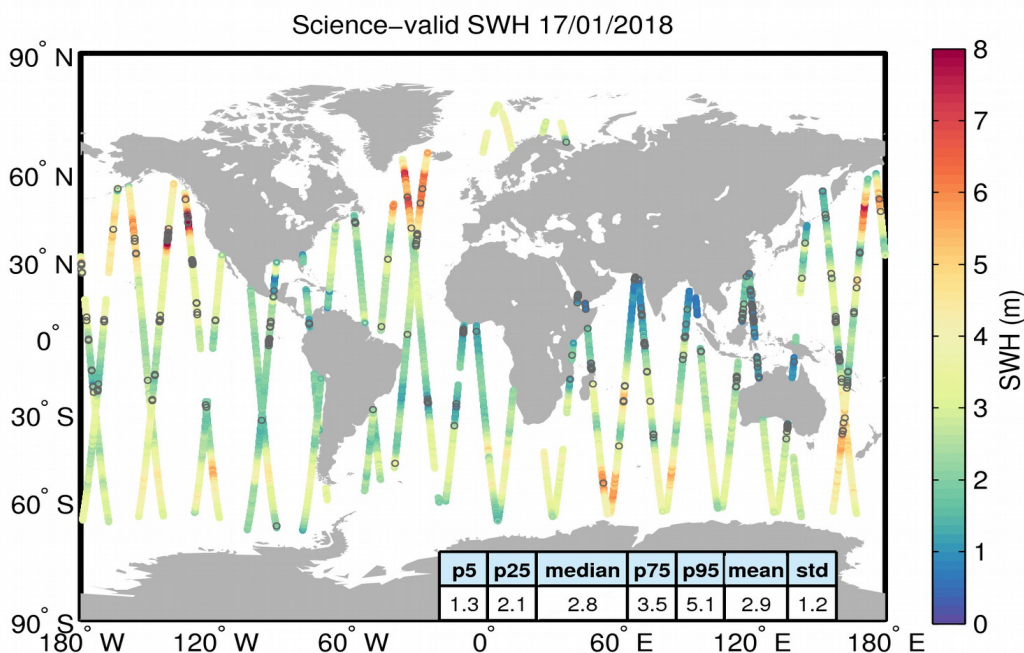 Science−valid SWH 17/01/2018
90° N
60° N
30° N
0°
30° S
60° S
90° S
180° W
120° W
60° W
0°
60° E
120° E
180° E
8
7
6
5
4
3
2
1
0
SWH (m)
p5 p25 median p75 p95 mean std
1.3 2.1 2.8 3.5 5.1 2.9 1.2